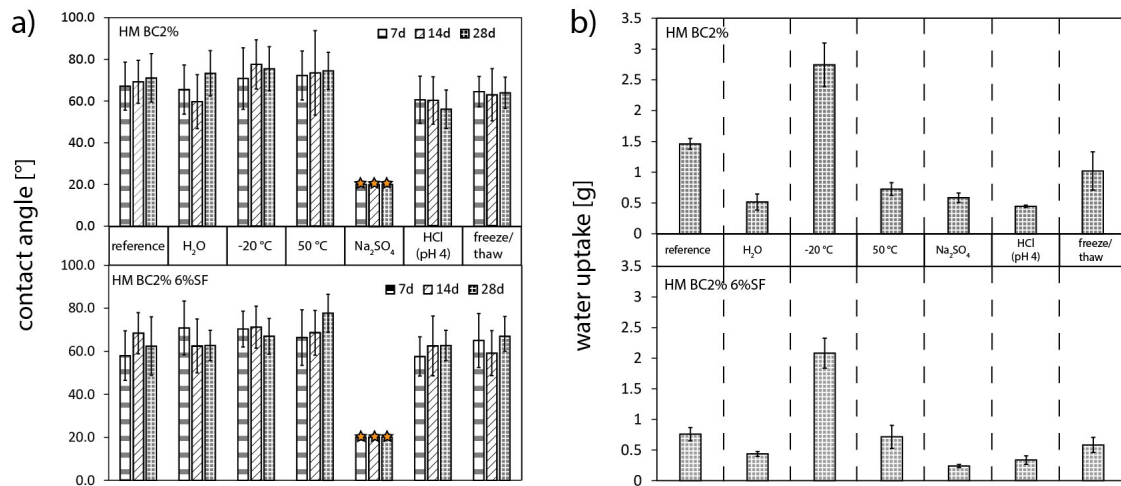 a)
contact angle [°]
100.0
80.0
60.0
40.0
20.0
0.0
HM BC2%
7d 14d 28d
reference H₂O -20 °C 50 °C Na₂SO₄ HCl (pH 4) freeze/thaw
100.0
80.0
60.0
40.0
20.0
0.0
HM BC2% 6%SF
7d 14d 28d
b)
water uptake [g]
3.5
3
2.5
2
1.5
1
0.5
0
HM BC2%
reference H₂O -20 °C 50 °C Na₂SO₄ HCl (pH 4) freeze/thaw
3.5
3
2.5
2
1.5
1
0.5
0
HM BC2% 6%SF